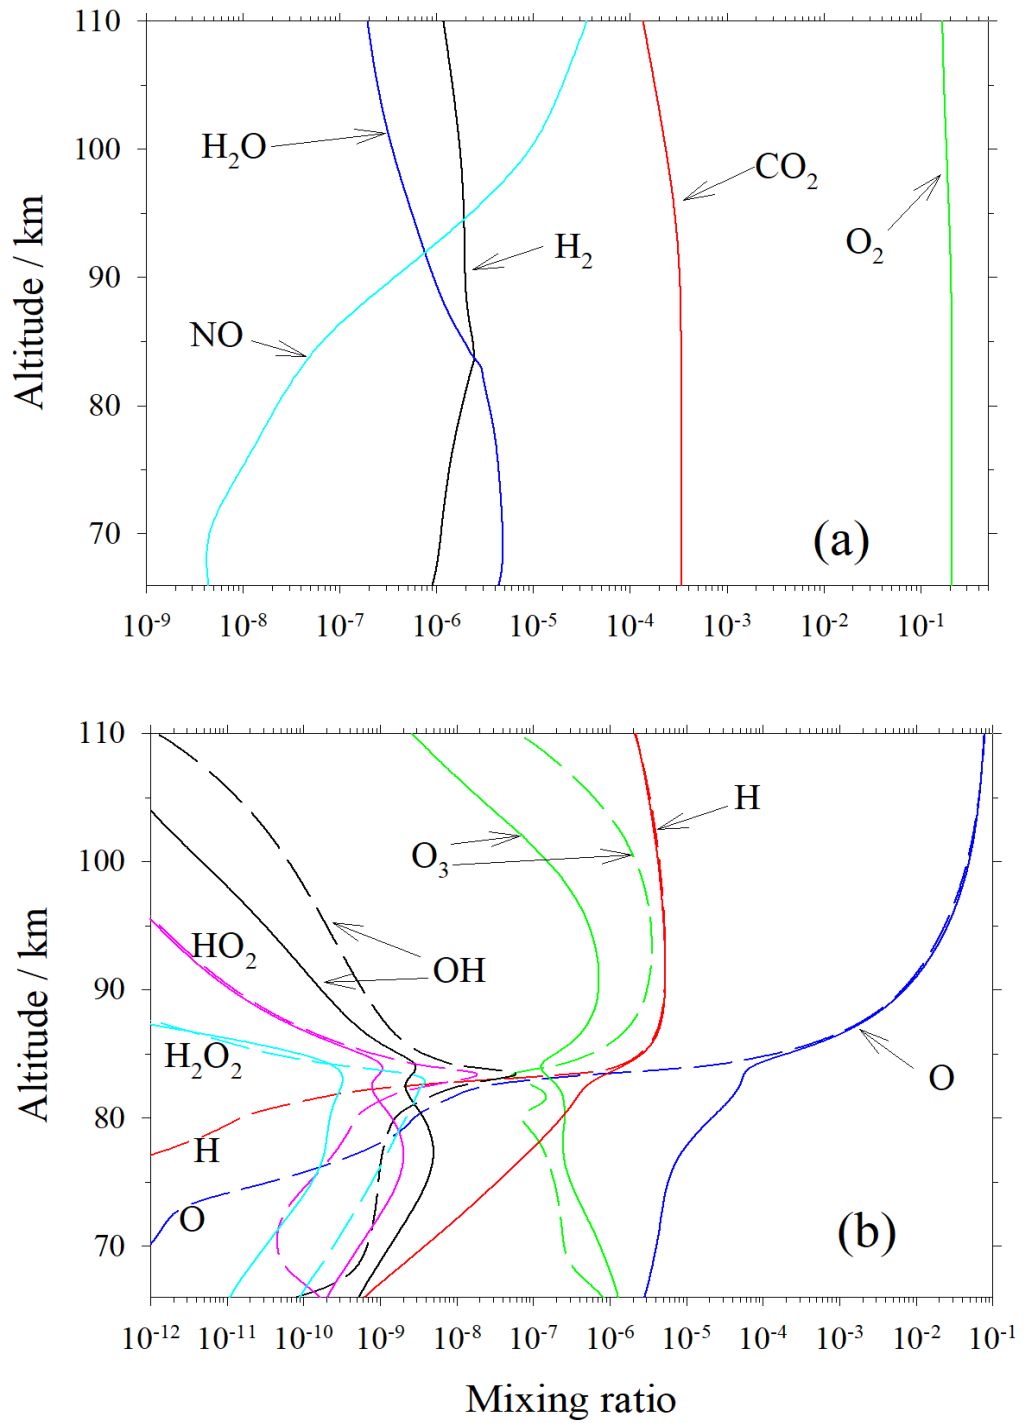 110
100
90
80
70
Altitude / km
H₂O
CO₂
O₂
H₂
NO
(a)
10⁻⁹ 10⁻⁸ 10⁻⁷ 10⁻⁶ 10⁻⁵ 10⁻⁴ 10⁻³ 10⁻² 10⁻¹
110
100
90
80
70
Altitude / km
H
O₃
HO₂
OH
H₂O₂
O
H
O
(b)
10⁻¹² 10⁻¹¹ 10⁻¹⁰ 10⁻⁹ 10⁻⁸ 10⁻⁷ 10⁻⁶ 10⁻⁵ 10⁻⁴ 10⁻³ 10⁻² 10⁻¹
Mixing ratio